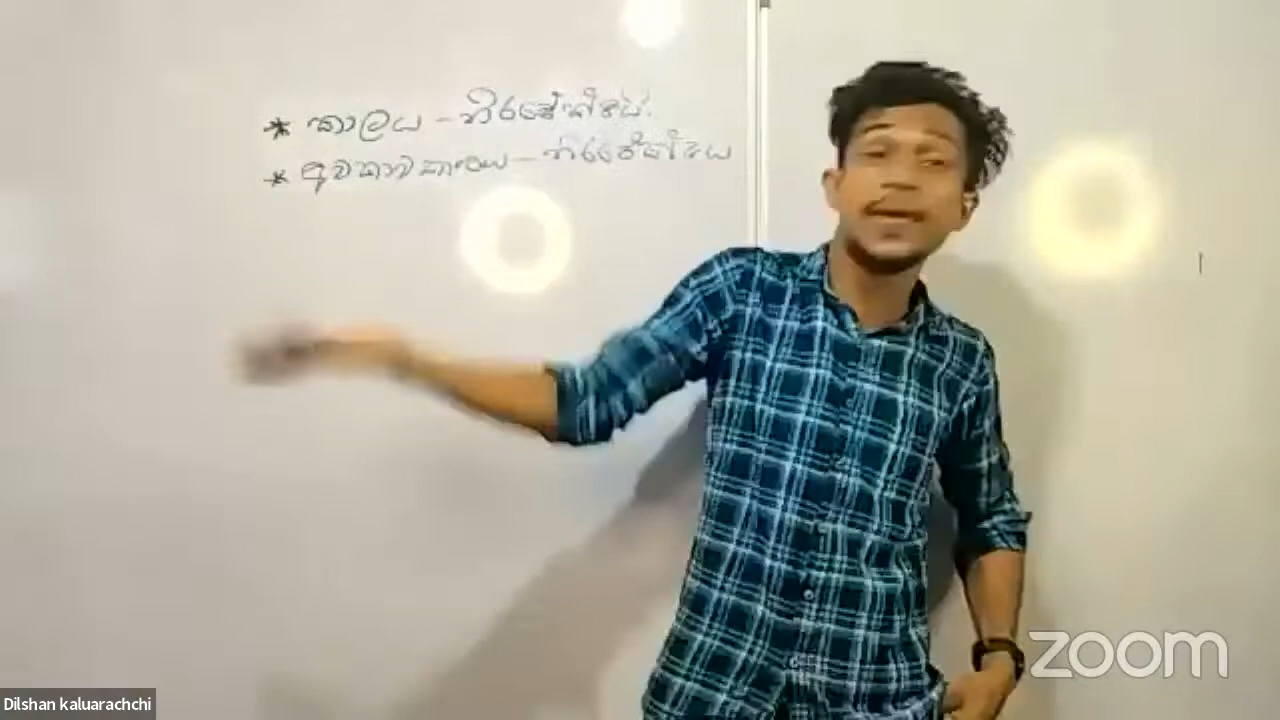 * කාලය - නිරපේක්ෂයි.
* අවකාශය - නිරපේක්ෂය
zoom
Dilshan kaluarachchi